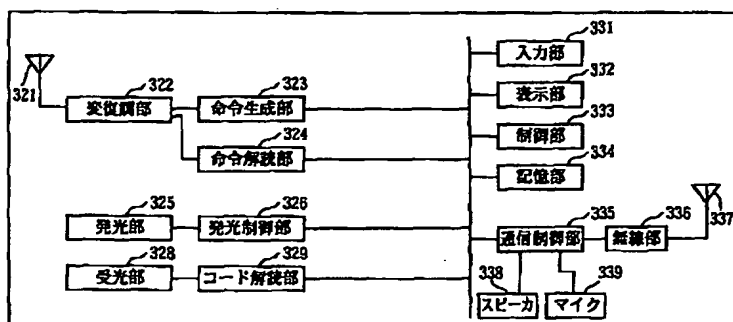 331
入力部
332
表示部
321
322
変復調部
323
命令生成部
333
制御部
324
命令解読部
334
記憶部
325
発光部
326
発光制御部
335
通信制御部
336
無線部
337
328
受光部
329
コード解読部
338
スピーカ
339
マイク